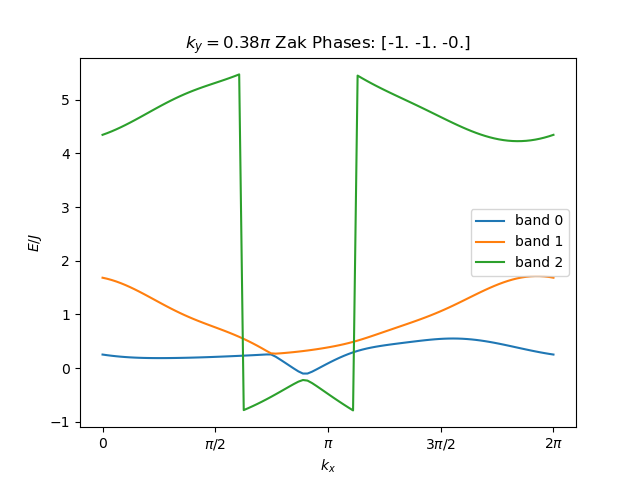 $k_y = 0.38\pi$ Zak Phases: [-1. -1. -0.]
E/J
5
4
3
2
1
0
−1
band 0
band 1
band 2
0
π/2
π
3π/2
2π
$k_x$